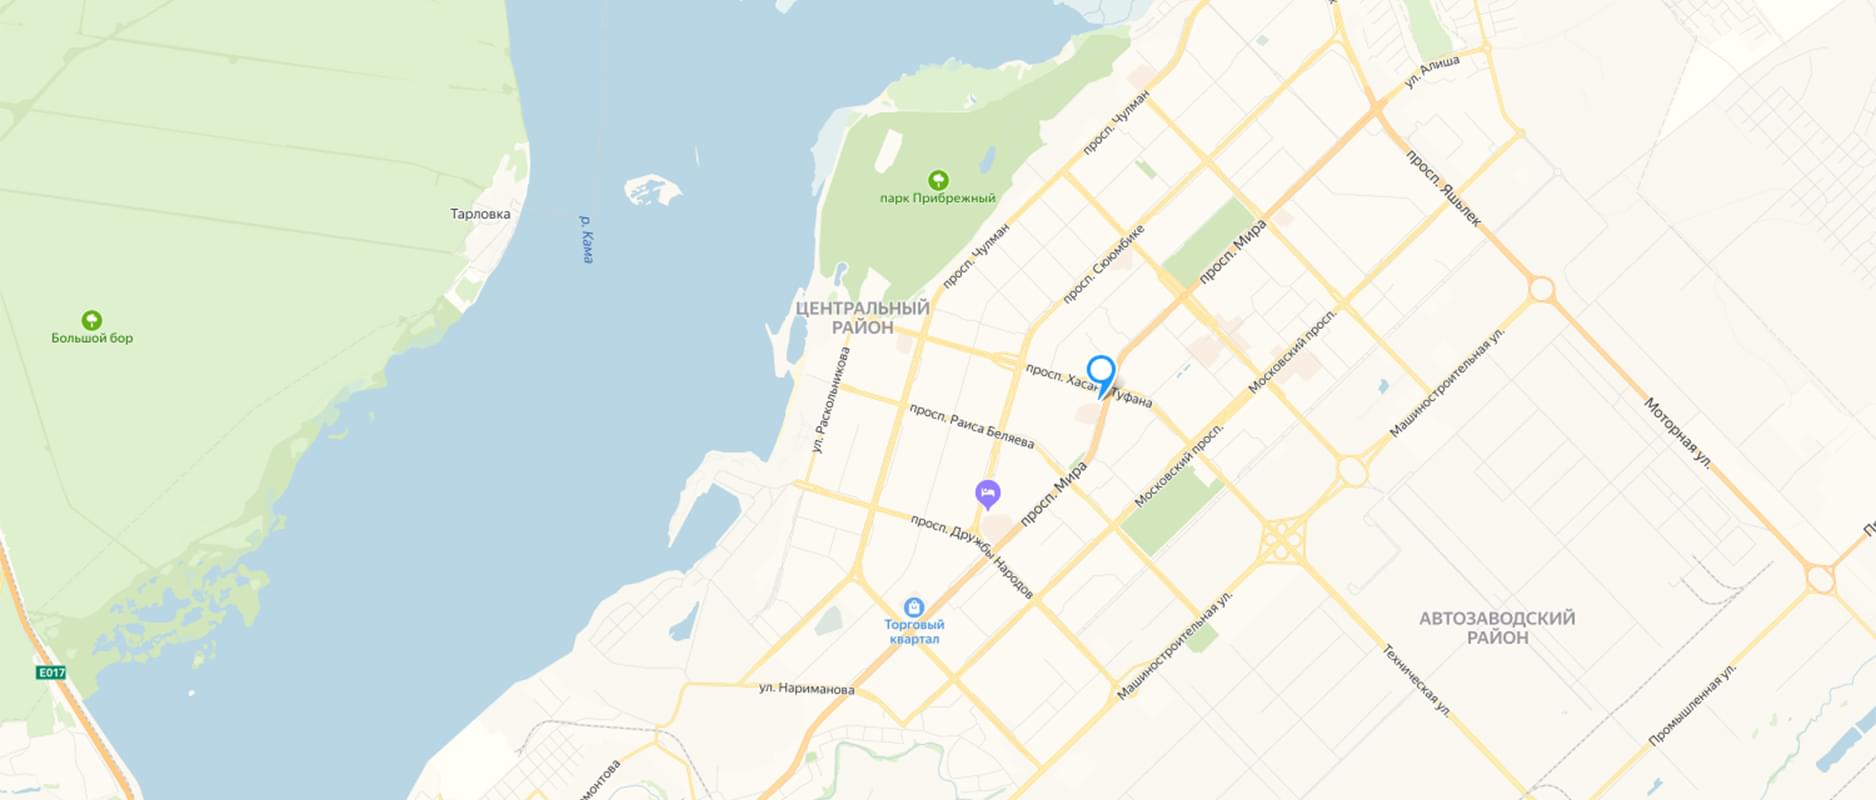 ул. Алиша
просп. Чулман
просп. Яшьлек
парк Прибрежный
Тарловка
р. Кама
просп. Чулман
просп. Сююмбике
просп. Мира
ЦЕНТРАЛЬНЫЙ
РАЙОН
Большой бор
ул. Раскольникова
просп. Хасана Туфана
Московский просп.
Машиностроительная ул.
просп. Раиса Беляева
Московский просп.
Моторная ул.
просп. Мира
просп. Дружбы Народов
Торговый
квартал
Машиностроительная ул.
АВТОЗАВОДСКИЙ
РАЙОН
E017
ул. Нариманова
Техническая ул.
Промышленная ул.